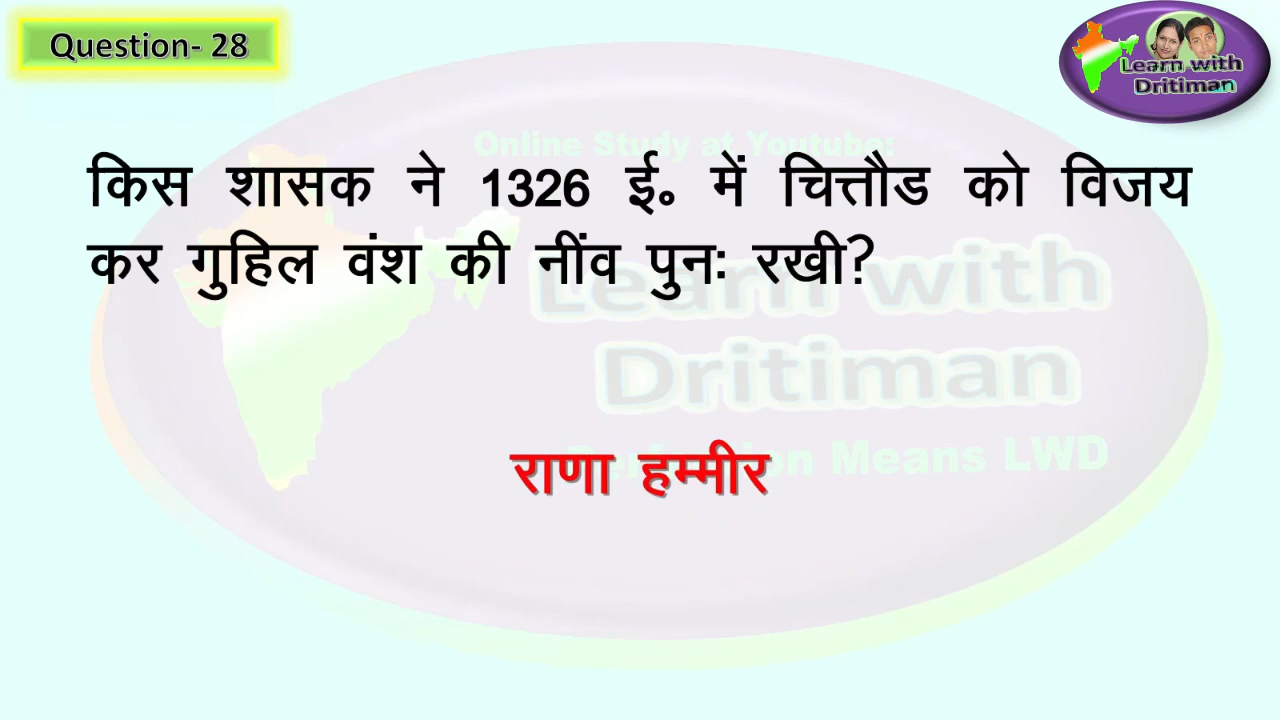 Question- 28
Learn with
Dritiman
Online Study at Youtube:
किस शासक ने 1326 ई॰ में चित्तौड को विजय
कर गुहिल वंश की नींव पुनः रखी?
Learn with
Dritiman
राणा हम्मीर
Means LWD